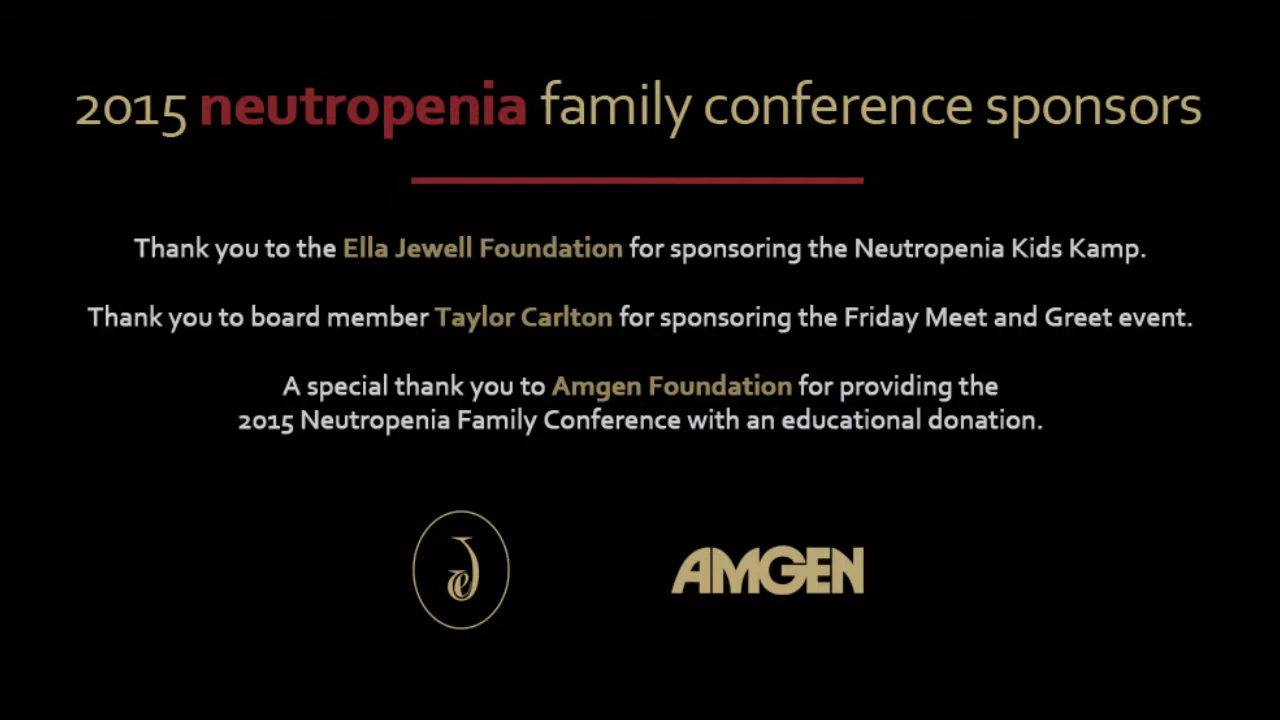 2015 neutropenia family conference sponsors
Thank you to the Ella Jewell Foundation for sponsoring the Neutropenia Kids Kamp.
Thank you to board member Taylor Carlton for sponsoring the Friday Meet and Greet event.
A special thank you to Amgen Foundation for providing the
2015 Neutropenia Family Conference with an educational donation.
AMGEN